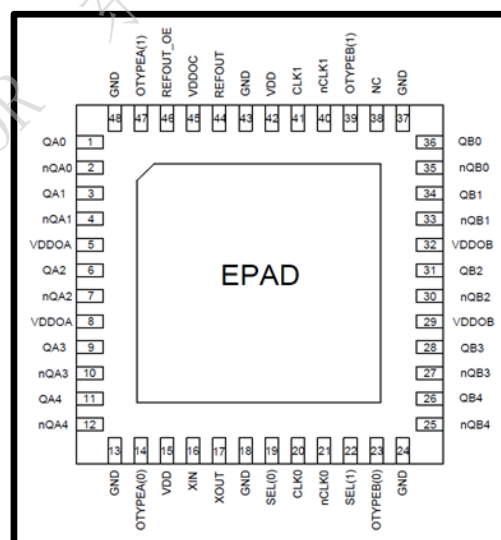 GND OTYPEA(1) REFOUT_OE VDDOC REFOUT GND VDD CLK1 nCLK1 OTYPEB(1) NC GND
48 47 46 45 44 43 42 41 40 39 38 37
QA0 1 36 QB0
nQA0 2 35 nQB0
QA1 3 34 QB1
nQA1 4 33 nQB1
VDDOA 5 32 VDDOB
QA2 6 31 QB2
EPAD
nQA2 7 30 nQB2
VDDOA 8 29 VDDOB
QA3 9 28 QB3
nQA3 10 27 nQB3
QA4 11 26 QB4
nQA4 12 25 nQB4
13 14 15 16 17 18 19 20 21 22 23 24
GND OTYPEA(0) VDD XIN XOUT GND SEL(0) CLK0 nCLK0 SEL(1) OTYPEB(0) GND